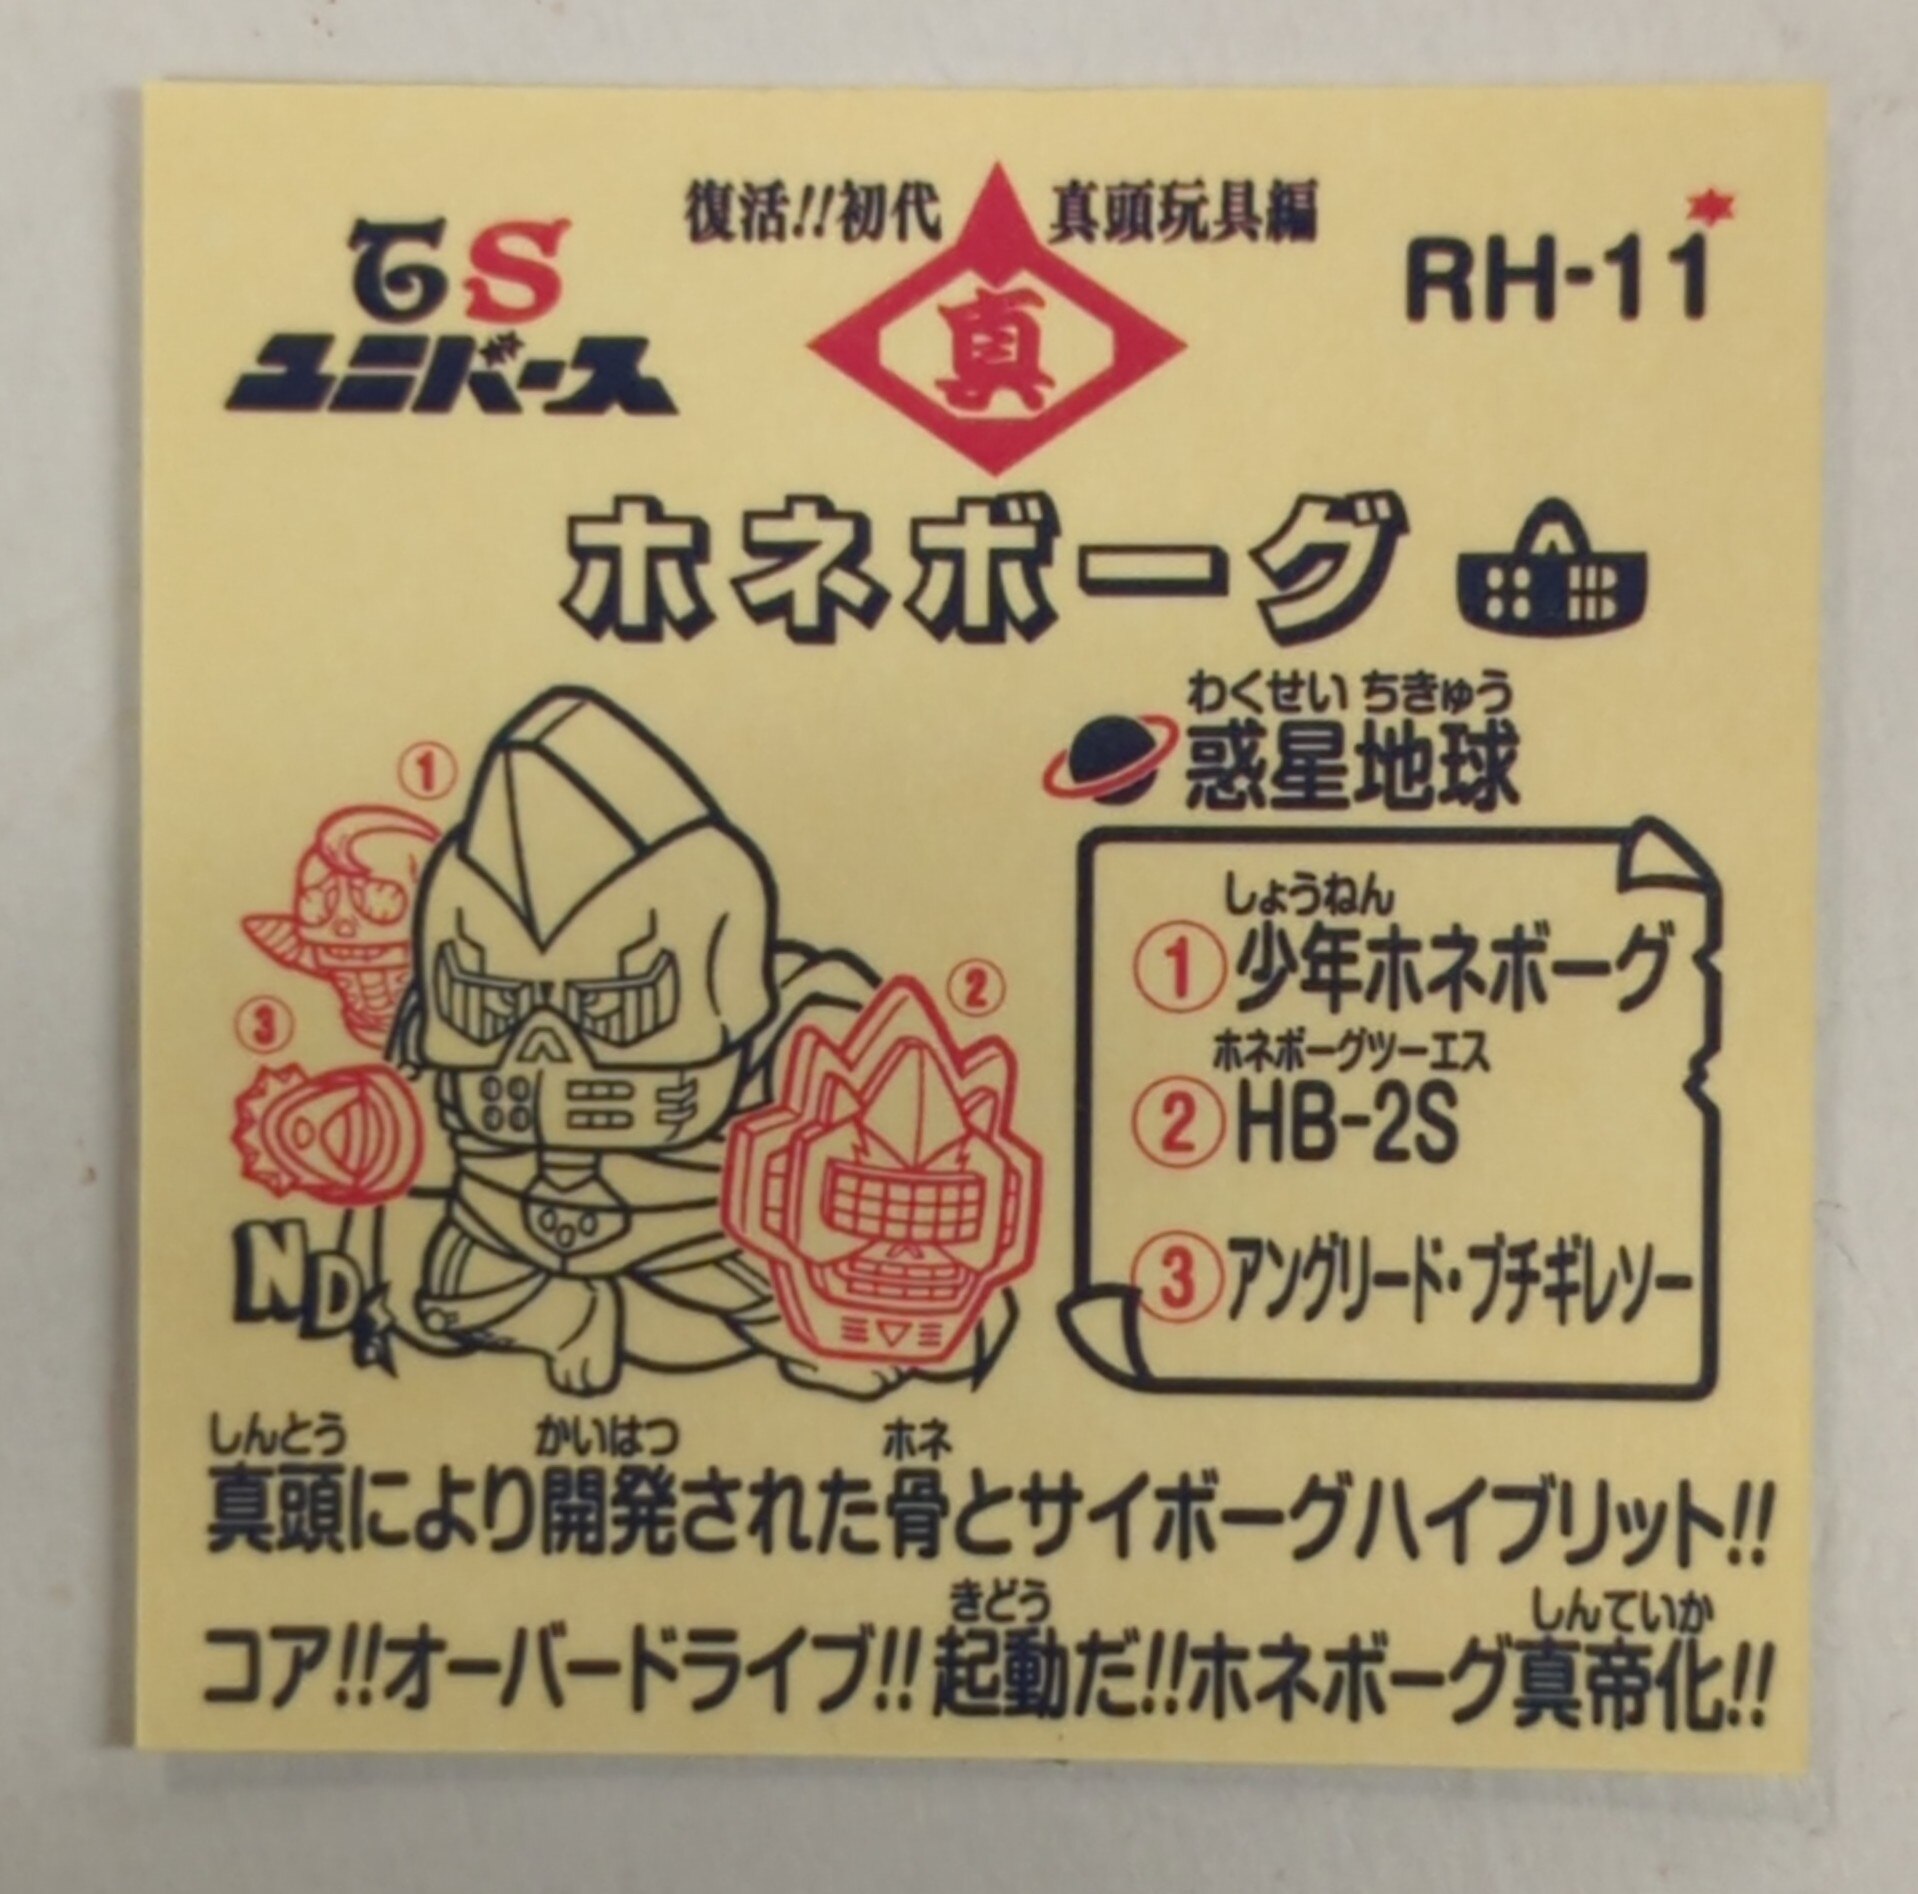 復活!!初代 真頭玩具編
RH-11
S
ユニバース
真
ホネボーグ
わくせい ちきゅう
惑星地球
しょうねん
① 少年ホネボーグ
ホネボーグツーエス
② HB-2S
③ アングリード・ブチギレソー
①
②
③
ND
しんとう かいはつ ホネ
真頭により開発された骨とサイボーグハイブリット!!
きどう しんていか
コア!!オーバードライブ!!起動だ!!ホネボーグ真帝化!!